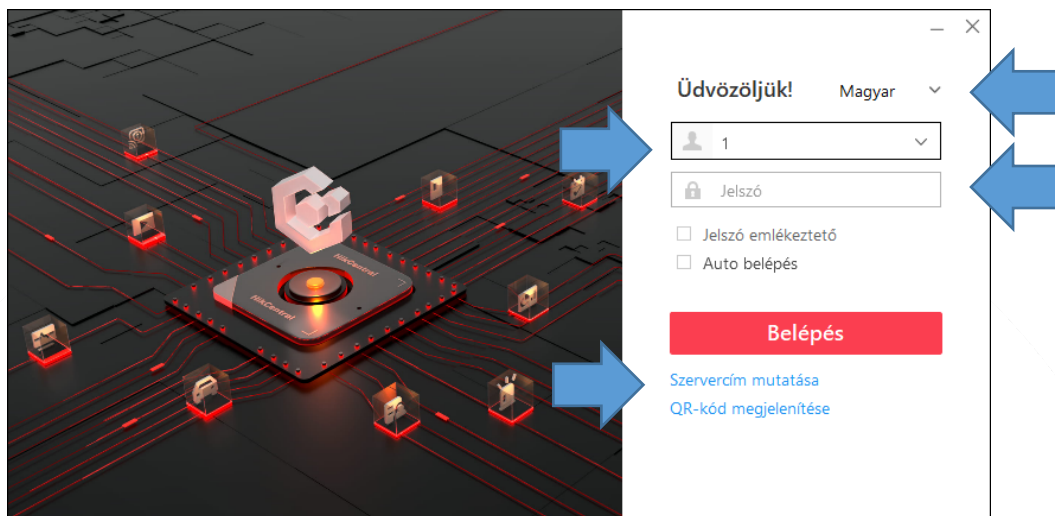 Üdvözöljük! Magyar
1
Jelszó
Jelszó emlékeztető
Auto belépés
HikCentral
HikCentral
Belépés
Szervercím mutatása
QR-kód megjelenítése